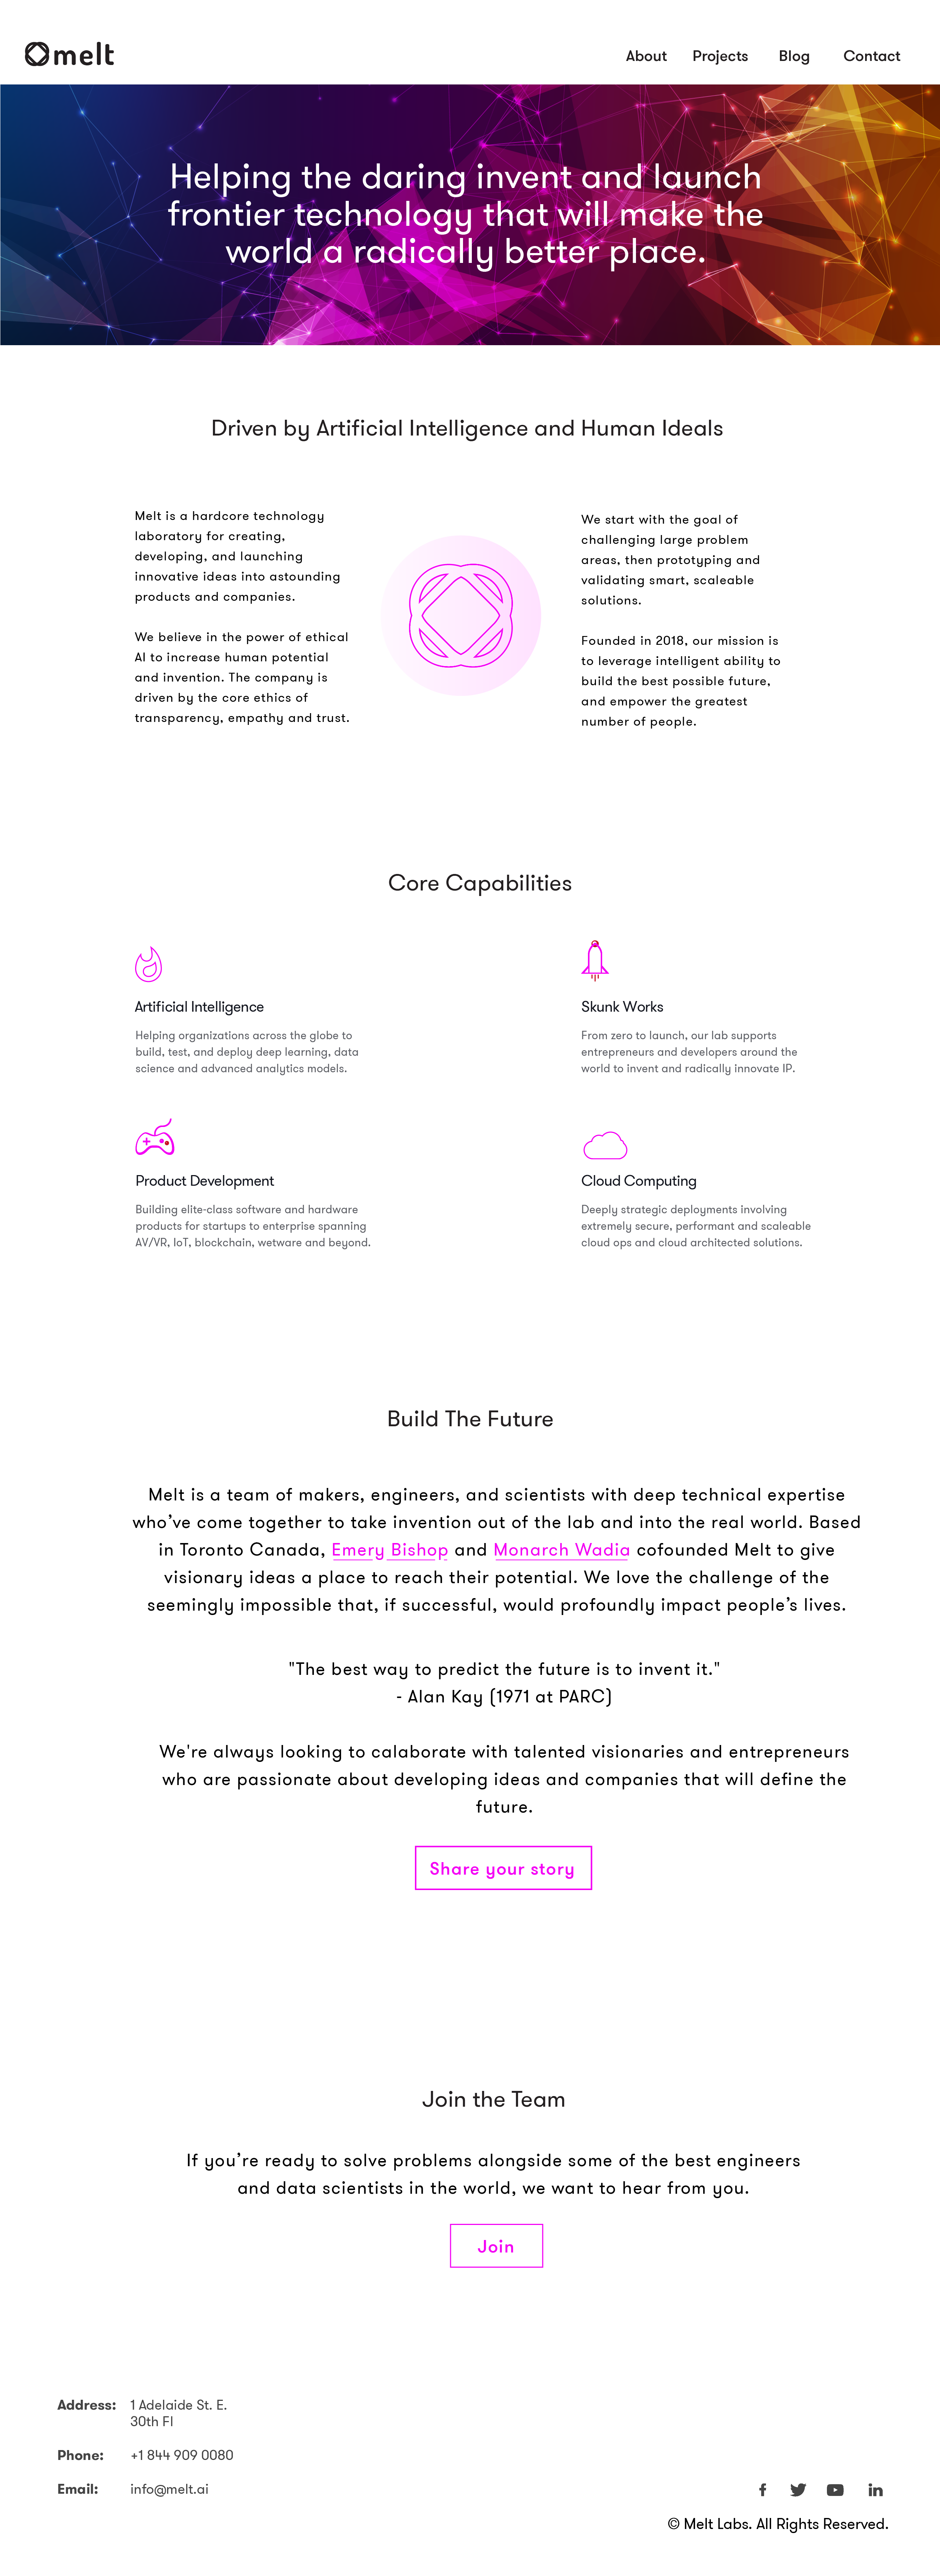 melt
About Projects Blog Contact
Helping the daring invent and launch
frontier technology that will make the
world a radically better place.
Driven by Artificial Intelligence and Human Ideals
Melt is a hardcore technology
laboratory for creating,
developing, and launching
innovative ideas into astounding
products and companies.
We believe in the power of ethical
AI to increase human potential
and invention. The company is
driven by the core ethics of
transparency, empathy and trust.
We start with the goal of
challenging large problem
areas, then prototyping and
validating smart, scaleable
solutions.
Founded in 2018, our mission is
to leverage intelligent ability to
build the best possible future,
and empower the greatest
number of people.
Core Capabilities
Artificial Intelligence
Helping organizations across the globe to
build, test, and deploy deep learning, data
science and advanced analytics models.
Skunk Works
From zero to launch, our lab supports
entrepreneurs and developers around the
world to invent and radically innovate IP.
Product Development
Building elite-class software and hardware
products for startups to enterprise spanning
AV/VR, IoT, blockchain, wetware and beyond.
Cloud Computing
Deeply strategic deployments involving
extremely secure, performant and scaleable
cloud ops and cloud architected solutions.
Build The Future
Melt is a team of makers, engineers, and scientists with deep technical expertise
who’ve come together to take invention out of the lab and into the real world. Based
in Toronto Canada, Emery Bishop and Monarch Wadia cofounded Melt to give
visionary ideas a place to reach their potential. We love the challenge of the
seemingly impossible that, if successful, would profoundly impact people’s lives.
"The best way to predict the future is to invent it."
- Alan Kay (1971 at PARC)
We're always looking to calaborate with talented visionaries and entrepreneurs
who are passionate about developing ideas and companies that will define the
future.
Share your story
Join the Team
If you’re ready to solve problems alongside some of the best engineers
and data scientists in the world, we want to hear from you.
Join
Address: 1 Adelaide St. E.
30th Fl
Phone: +1 844 909 0080
Email: info@melt.ai
© Melt Labs. All Rights Reserved.